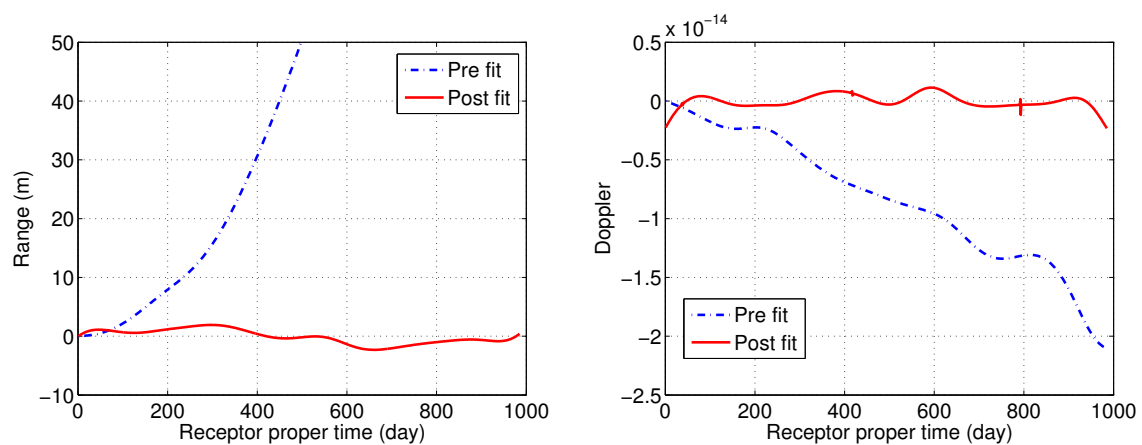 50
40
30
20
10
0
−10
0
200
400
600
800
1000
Range (m)
Receptor proper time (day)
Pre fit
Post fit
x 10−14
0.5
0
−0.5
−1
−1.5
−2
−2.5
0
200
400
600
800
1000
Doppler
Receptor proper time (day)
Pre fit
Post fit